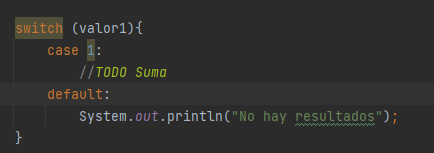 switch (valor1){
case 1:
//TODO Suma
default:
System.out.println("No hay resultados");
}